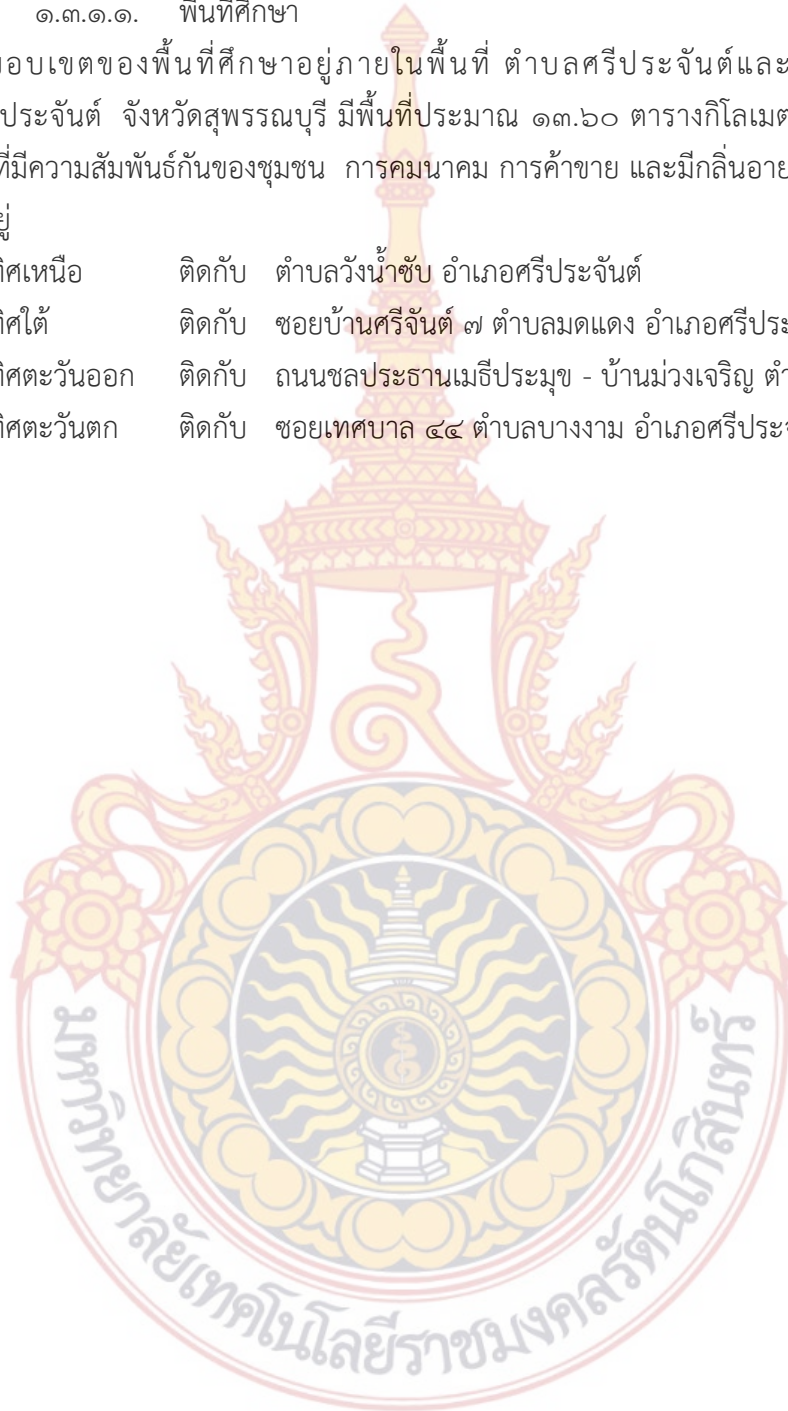 ๑.๓.๑.๑. พื้นที่ศึกษา
ขอบเขตของพื้นที่ศึกษาอยู่ภายในพื้นที่ ตำบลศรีประจันต์และ
ประจันต์ จังหวัดสุพรรณบุรี มีพื้นที่ประมาณ ๑๓.๖๐ ตารางกิโลเมต
ที่มีความสัมพันธ์กันของชุมชน การคมนาคม การค้าขาย และมีกลิ่นอาย
ยู่
ทิศเหนือ ติดกับ ตำบลวังน้ำซับ อำเภอศรีประจันต์
ทิศใต้ ติดกับ ซอยบ้านศรีจันต์ ๗ ตำบลมดแดง อำเภอศรีประ
ทิศตะวันออก ติดกับ ถนนชลประธานเมธีประมุข - บ้านม่วงเจริญ ตำ
ทิศตะวันตก ติดกับ ซอยเทศบาล ๔๔ ตำบลบางงาม อำเภอศรีประจ
มหาวิทยาลัยเทคโนโลยีราชมงคลรัตนโกสินทร์